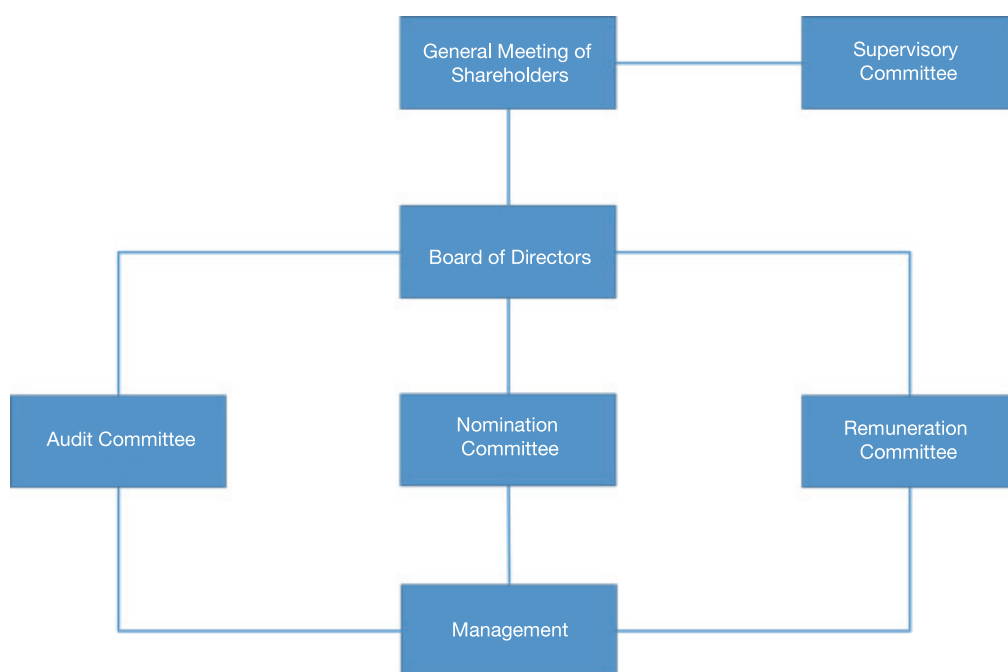 General Meeting of
Shareholders
Supervisory
Committee
Board of Directors
Audit Committee
Nomination
Committee
Remuneration
Committee
Management